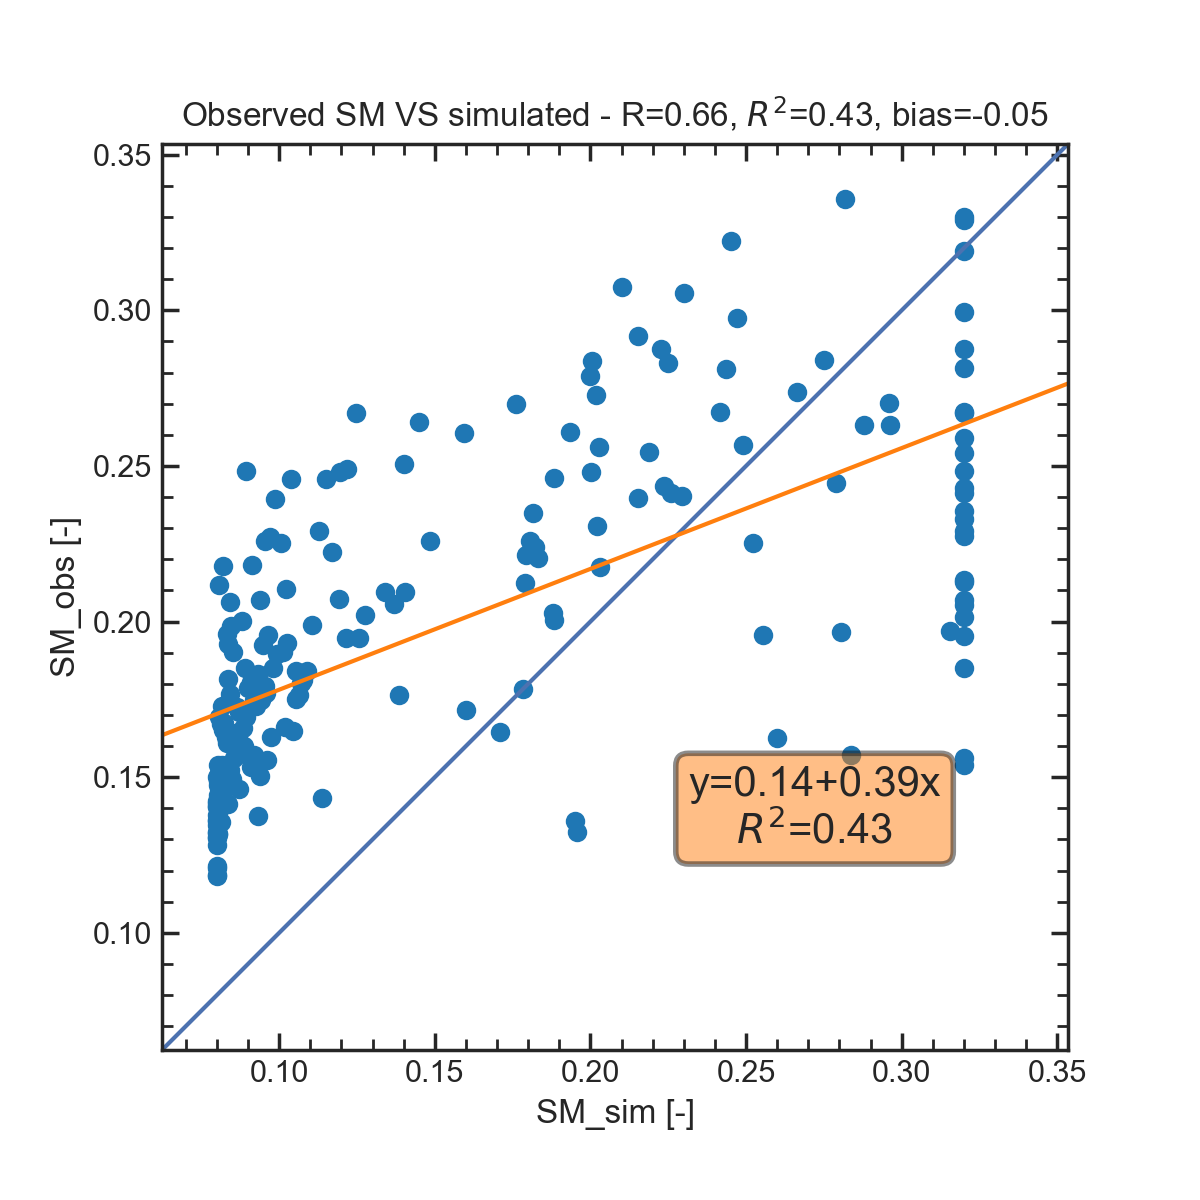 Observed SM VS simulated - R=0.66, R²=0.43, bias=-0.05
0.35
0.30
0.25
0.20
0.15
0.10
SM_obs [-]
y=0.14+0.39x
R²=0.43
0.10 0.15 0.20 0.25 0.30 0.35
SM_sim [-]